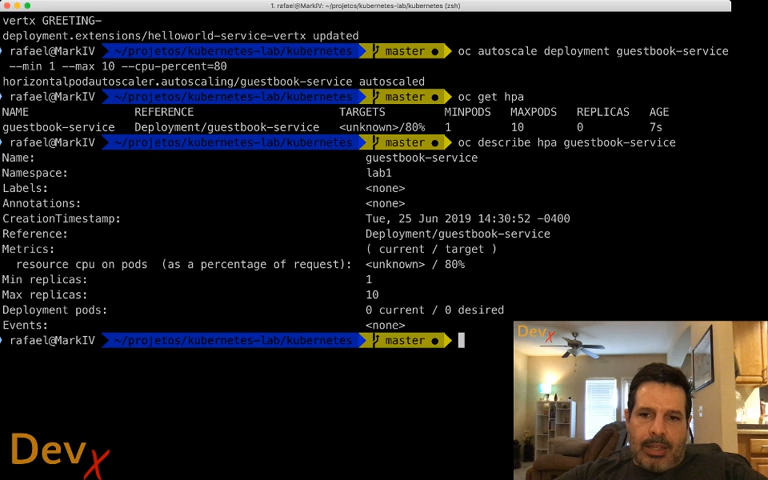 1. rafael@MarkIV: ~/projetos/kubernetes-lab/kubernetes (zsh)
vertx GREETING-
deployment.extensions/helloworld-service-vertx updated
rafael@MarkIV ~/projetos/kubernetes-lab/kubernetes master ● oc autoscale deployment guestbook-service
--min 1 --max 10 --cpu-percent=80
horizontalpodautoscaler.autoscaling/guestbook-service autoscaled
rafael@MarkIV ~/projetos/kubernetes-lab/kubernetes master ● oc get hpa
NAME REFERENCE TARGETS MINPODS MAXPODS REPLICAS AGE
guestbook-service Deployment/guestbook-service <unknown>/80% 1 10 0 7s
rafael@MarkIV ~/projetos/kubernetes-lab/kubernetes master ● oc describe hpa guestbook-service
Name: guestbook-service
Namespace: lab1
Labels: <none>
Annotations: <none>
CreationTimestamp: Tue, 25 Jun 2019 14:30:52 -0400
Reference: Deployment/guestbook-service
Metrics: ( current / target )
resource cpu on pods (as a percentage of request): <unknown> / 80%
Min replicas: 1
Max replicas: 10
Deployment pods: 0 current / 0 desired
Events: <none>
rafael@MarkIV ~/projetos/kubernetes-lab/kubernetes master ●
Devx
Devx